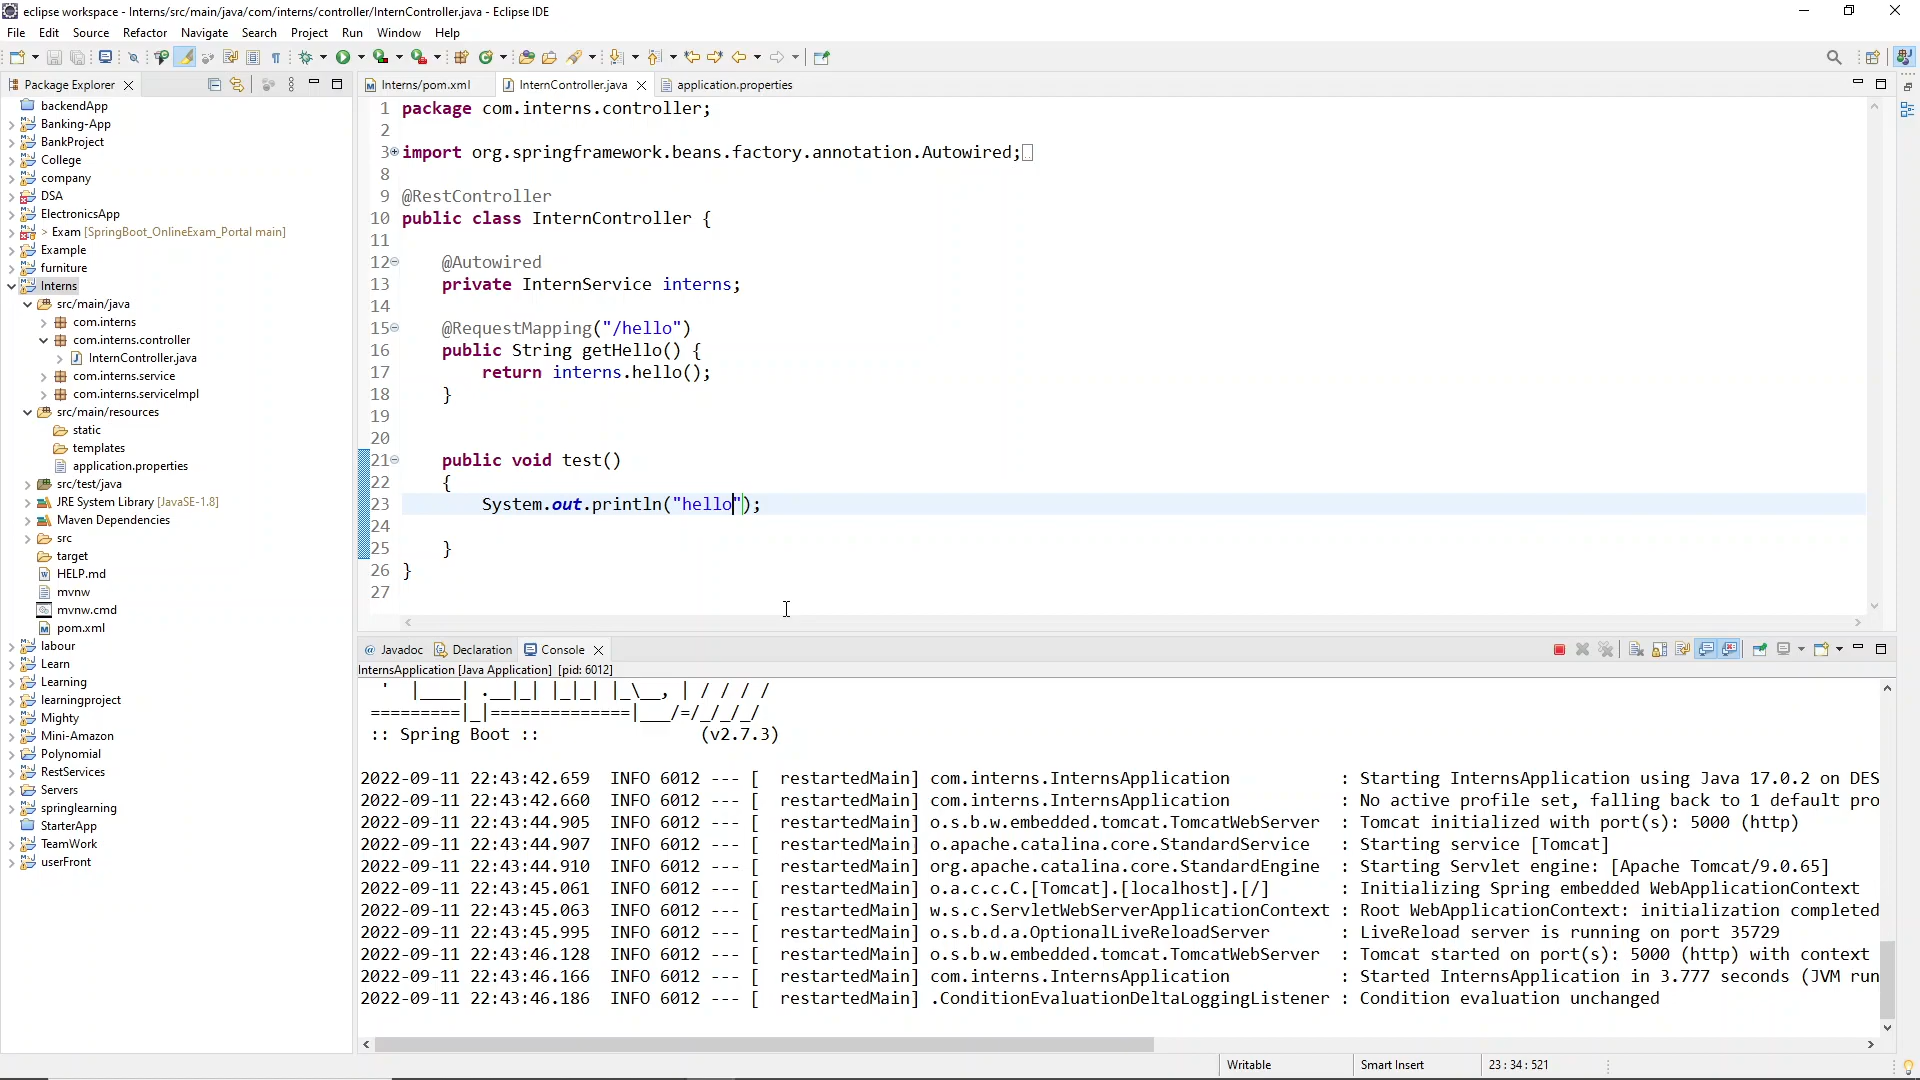 eclipse workspace - Interns/src/main/java/com/interns/controller/InternController.java - Eclipse IDE
File Edit Source Refactor Navigate Search Project Run Window Help
Package Explorer
Interns/pom.xml InternController.java application.properties
backendApp
Banking-App
BankProject
College
company
DSA
ElectronicsApp
> Exam [SpringBoot_OnlineExam_Portal main]
Example
furniture
Interns
src/main/java
com.interns
com.interns.controller
InternController.java
com.interns.service
com.interns.serviceImpl
src/main/resources
static
templates
application.properties
src/test/java
JRE System Library [JavaSE-1.8]
Maven Dependencies
src
target
HELP.md
mvnw
mvnw.cmd
pom.xml
labour
Learn
Learning
learningproject
Mighty
Mini-Amazon
Polynomial
RestServices
Servers
springlearning
StarterApp
TeamWork
userFront
1 package com.interns.controller;
2
3 import org.springframework.beans.factory.annotation.Autowired;
8
9 @RestController
10 public class InternController {
11
12 @Autowired
13 private InternService interns;
14
15 @RequestMapping("/hello")
16 public String getHello() {
17 return interns.hello();
18 }
19
20
21 public void test()
22 {
23 System.out.println("hello");
24
25 }
26 }
27
Javadoc Declaration Console
InternsApplication [Java Application] [pid: 6012]
' |____| .__|_| |_|_| |_\__, | / / / /
=========|_|==============|___/=/_/_/_/
:: Spring Boot :: (v2.7.3)
2022-09-11 22:43:42.659 INFO 6012 --- [ restartedMain] com.interns.InternsApplication : Starting InternsApplication using Java 17.0.2 on DES
2022-09-11 22:43:42.660 INFO 6012 --- [ restartedMain] com.interns.InternsApplication : No active profile set, falling back to 1 default pro
2022-09-11 22:43:44.905 INFO 6012 --- [ restartedMain] o.s.b.w.embedded.tomcat.TomcatWebServer : Tomcat initialized with port(s): 5000 (http)
2022-09-11 22:43:44.907 INFO 6012 --- [ restartedMain] o.apache.catalina.core.StandardService : Starting service [Tomcat]
2022-09-11 22:43:44.910 INFO 6012 --- [ restartedMain] org.apache.catalina.core.StandardEngine : Starting Servlet engine: [Apache Tomcat/9.0.65]
2022-09-11 22:43:45.061 INFO 6012 --- [ restartedMain] o.a.c.c.C.[Tomcat].[localhost].[/] : Initializing Spring embedded WebApplicationContext
2022-09-11 22:43:45.063 INFO 6012 --- [ restartedMain] w.s.c.ServletWebServerApplicationContext : Root WebApplicationContext: initialization completed
2022-09-11 22:43:45.995 INFO 6012 --- [ restartedMain] o.s.b.d.a.OptionalLiveReloadServer : LiveReload server is running on port 35729
2022-09-11 22:43:46.128 INFO 6012 --- [ restartedMain] o.s.b.w.embedded.tomcat.TomcatWebServer : Tomcat started on port(s): 5000 (http) with context
2022-09-11 22:43:46.166 INFO 6012 --- [ restartedMain] com.interns.InternsApplication : Started InternsApplication in 3.777 seconds (JVM run
2022-09-11 22:43:46.186 INFO 6012 --- [ restartedMain] .ConditionEvaluationDeltaLoggingListener : Condition evaluation unchanged
Writable Smart Insert 23 : 34 : 521